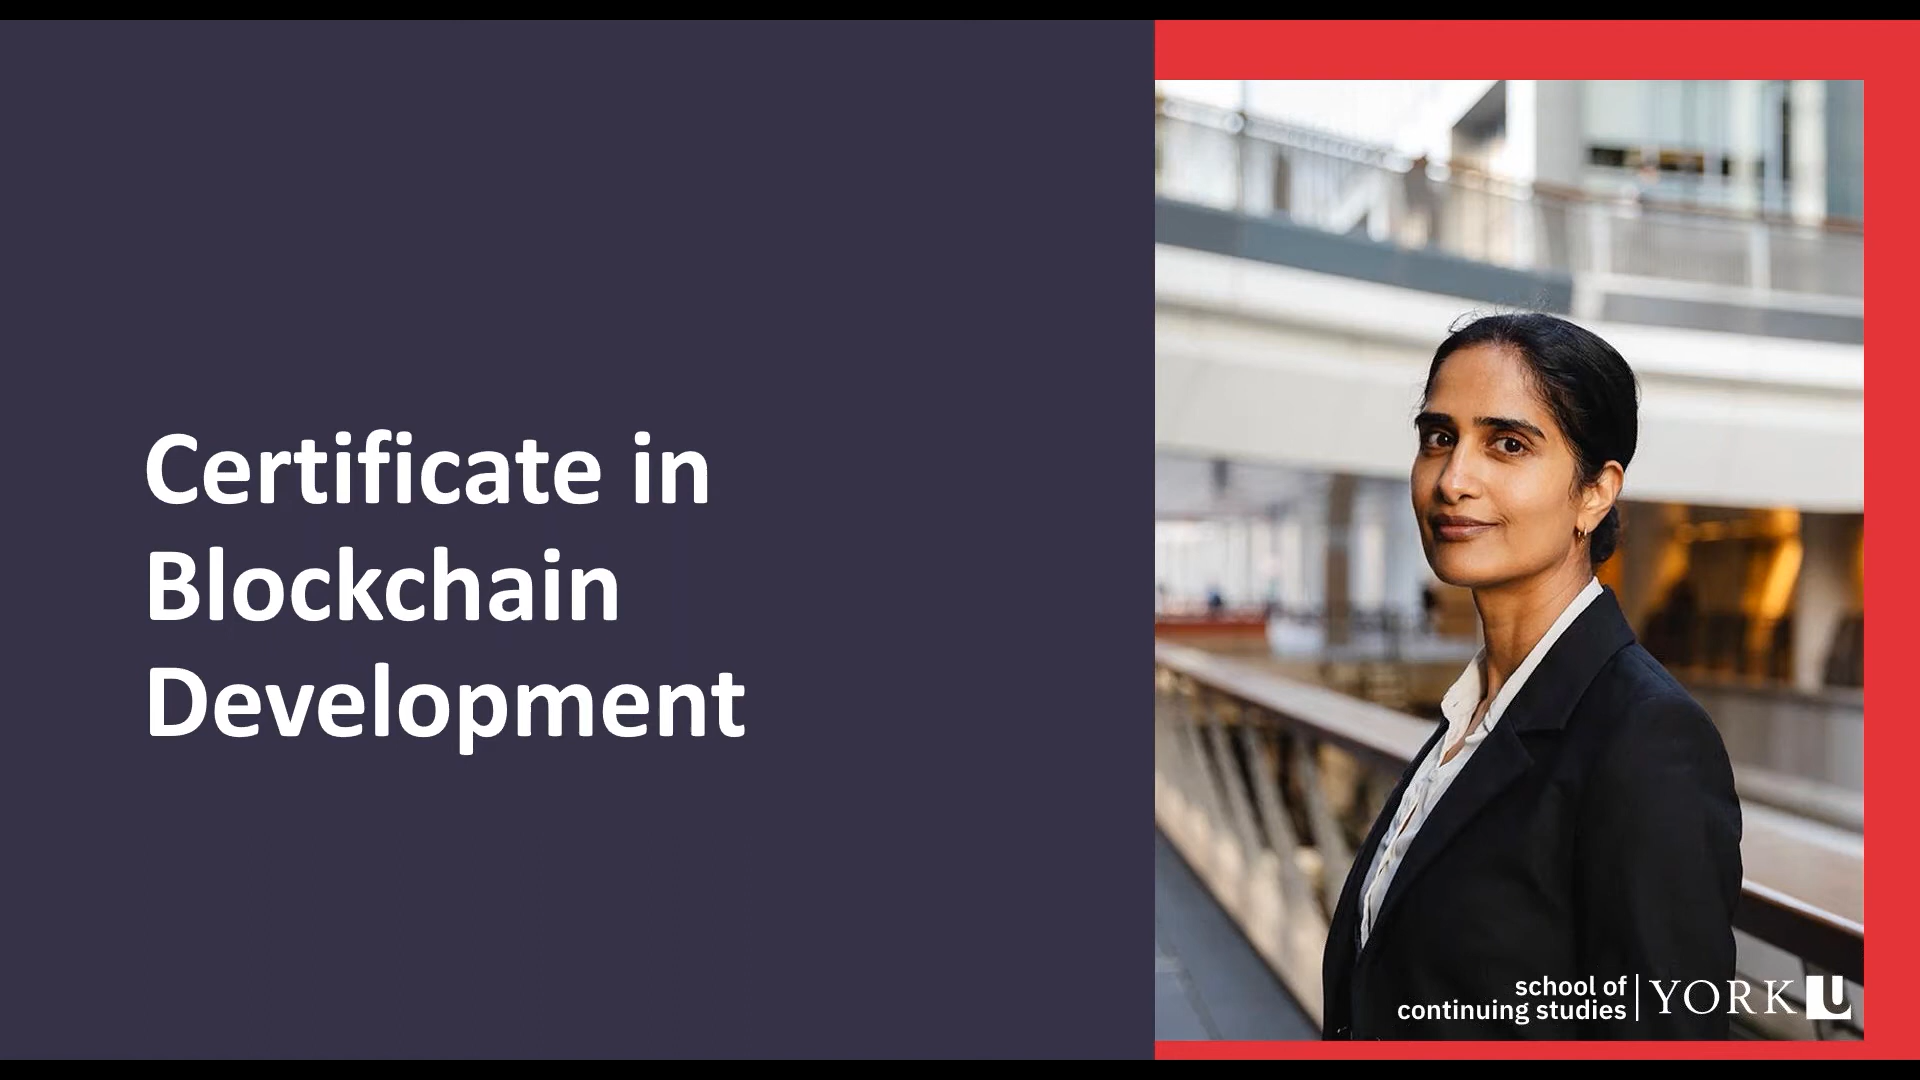 Certificate in
Blockchain
Development
school of
continuing studies
YORK U